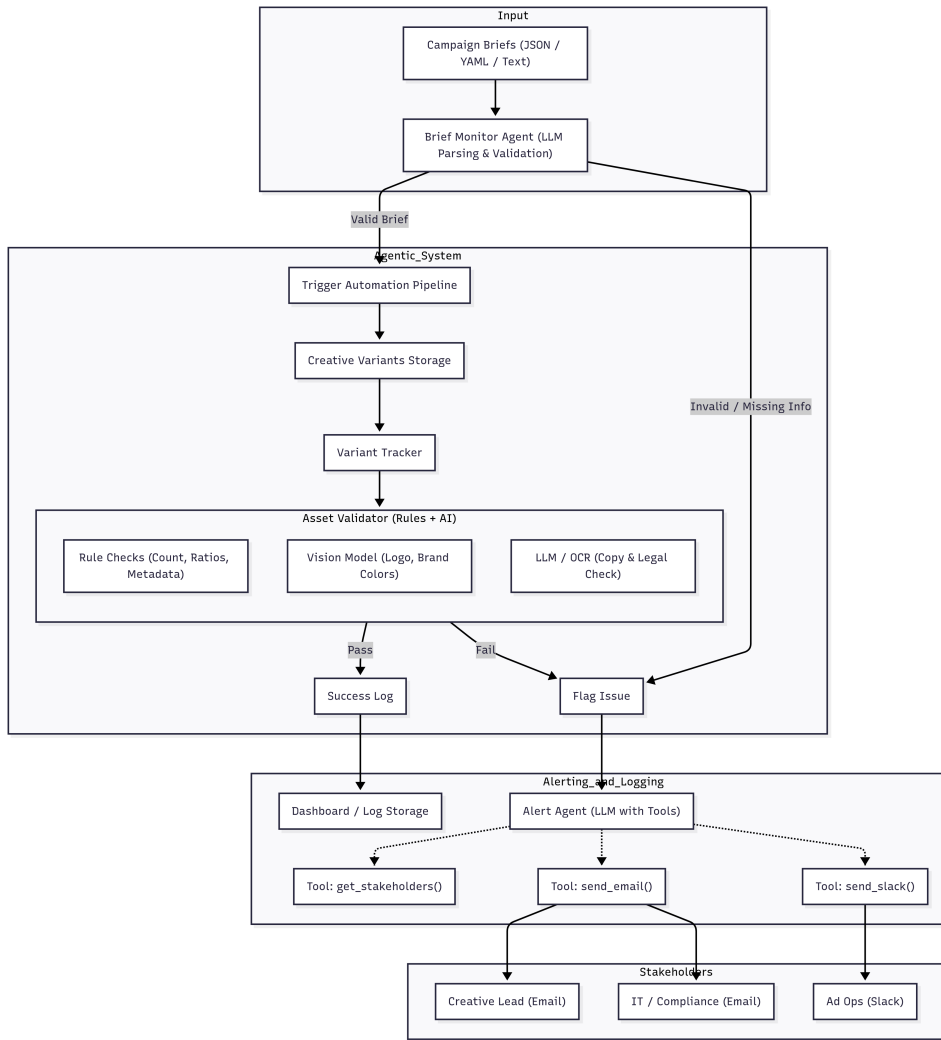 Input
Campaign Briefs (JSON /
YAML / Text)
Brief Monitor Agent (LLM
Parsing & Validation)
Valid Brief
Agentic_System
Trigger Automation Pipeline
Creative Variants Storage
Invalid / Missing Info
Variant Tracker
Asset Validator (Rules + AI)
Rule Checks (Count, Ratios,
Metadata)
Vision Model (Logo, Brand
Colors)
LLM / OCR (Copy & Legal
Check)
Pass
Fail
Success Log
Flag Issue
Alerting_and_Logging
Dashboard / Log Storage
Alert Agent (LLM with Tools)
Tool: get_stakeholders()
Tool: send_email()
Tool: send_slack()
Stakeholders
Creative Lead (Email)
IT / Compliance (Email)
Ad Ops (Slack)